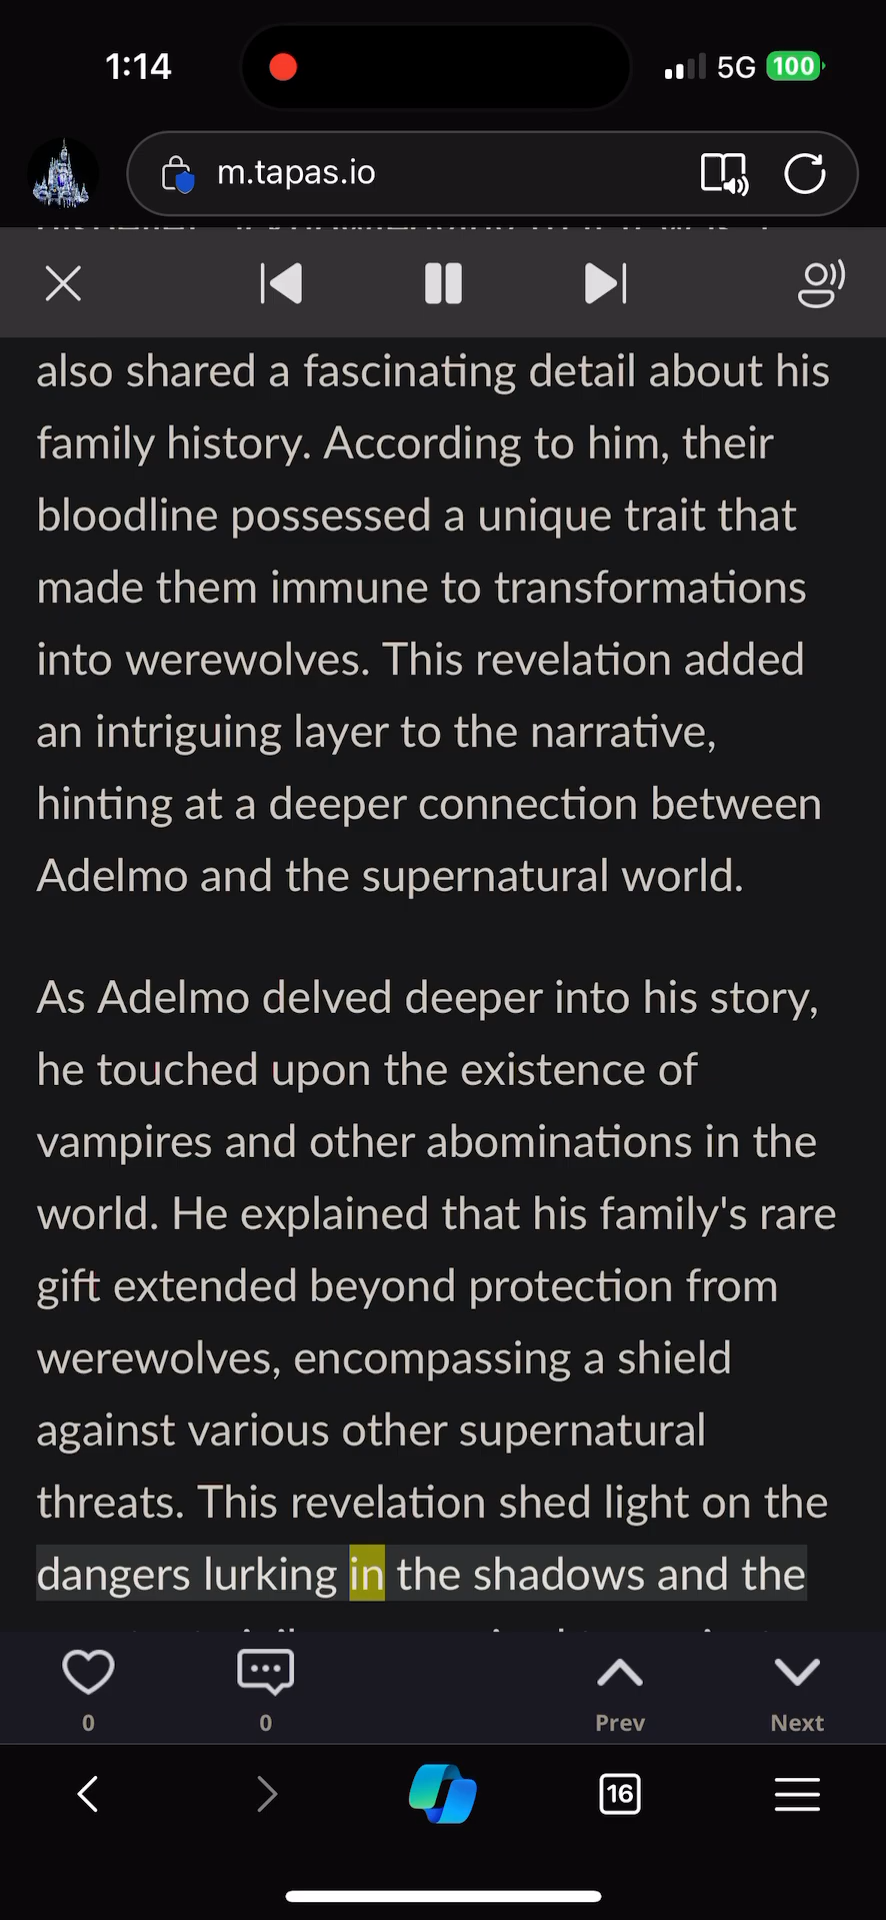 1:14
5G
100
m.tapas.io
also shared a fascinating detail about his
family history. According to him, their
bloodline possessed a unique trait that
made them immune to transformations
into werewolves. This revelation added
an intriguing layer to the narrative,
hinting at a deeper connection between
Adelmo and the supernatural world.
As Adelmo delved deeper into his story,
he touched upon the existence of
vampires and other abominations in the
world. He explained that his family's rare
gift extended beyond protection from
werewolves, encompassing a shield
against various other supernatural
threats. This revelation shed light on the
dangers lurking in the shadows and the
0
0
Prev
Next
16